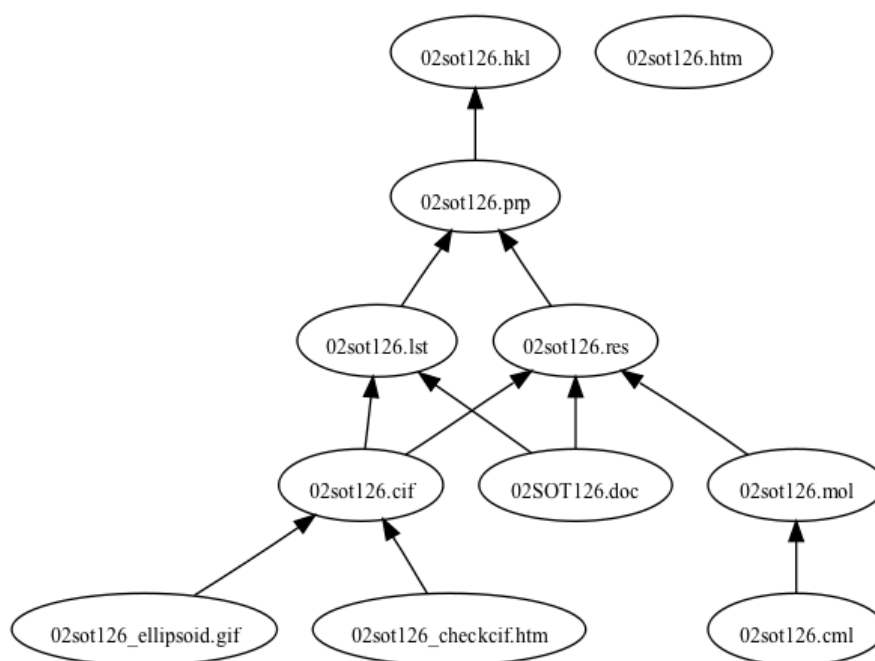 02sot126.hkl
02sot126.htm
02sot126.prp
02sot126.lst
02sot126.res
02sot126.cif
02SOT126.doc
02sot126.mol
02sot126_ellipsoid.gif
02sot126_checkcif.htm
02sot126.cml